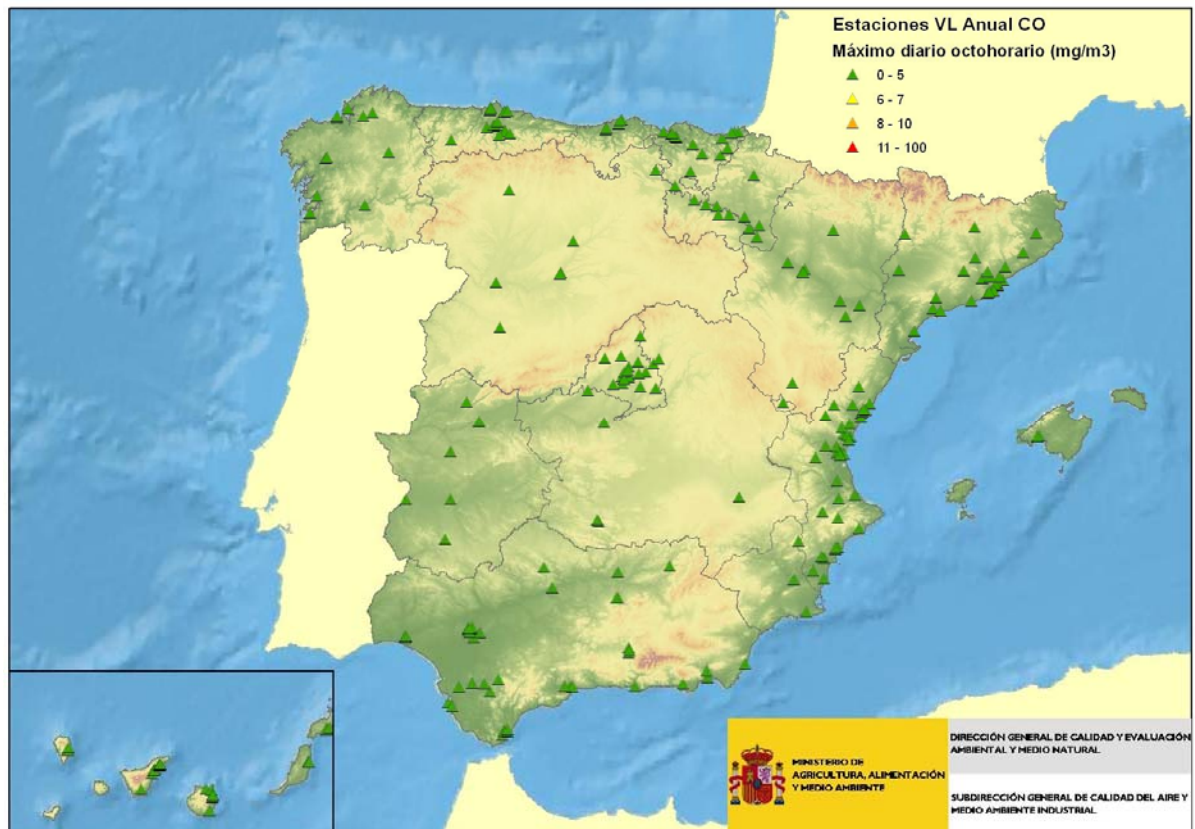 Estaciones VL Anual CO
Máximo diario octohorario (mg/m3)
0 - 5
6 - 7
8 - 10
11 - 100
MINISTERIO DE
AGRICULTURA, ALIMENTACIÓN
Y MEDIO AMBIENTE
DIRECCIÓN GENERAL DE CALIDAD Y EVALUACIÓN
AMBIENTAL Y MEDIO NATURAL
SUBDIRECCIÓN GENERAL DE CALIDAD DEL AIRE Y
MEDIO AMBIENTE INDUSTRIAL